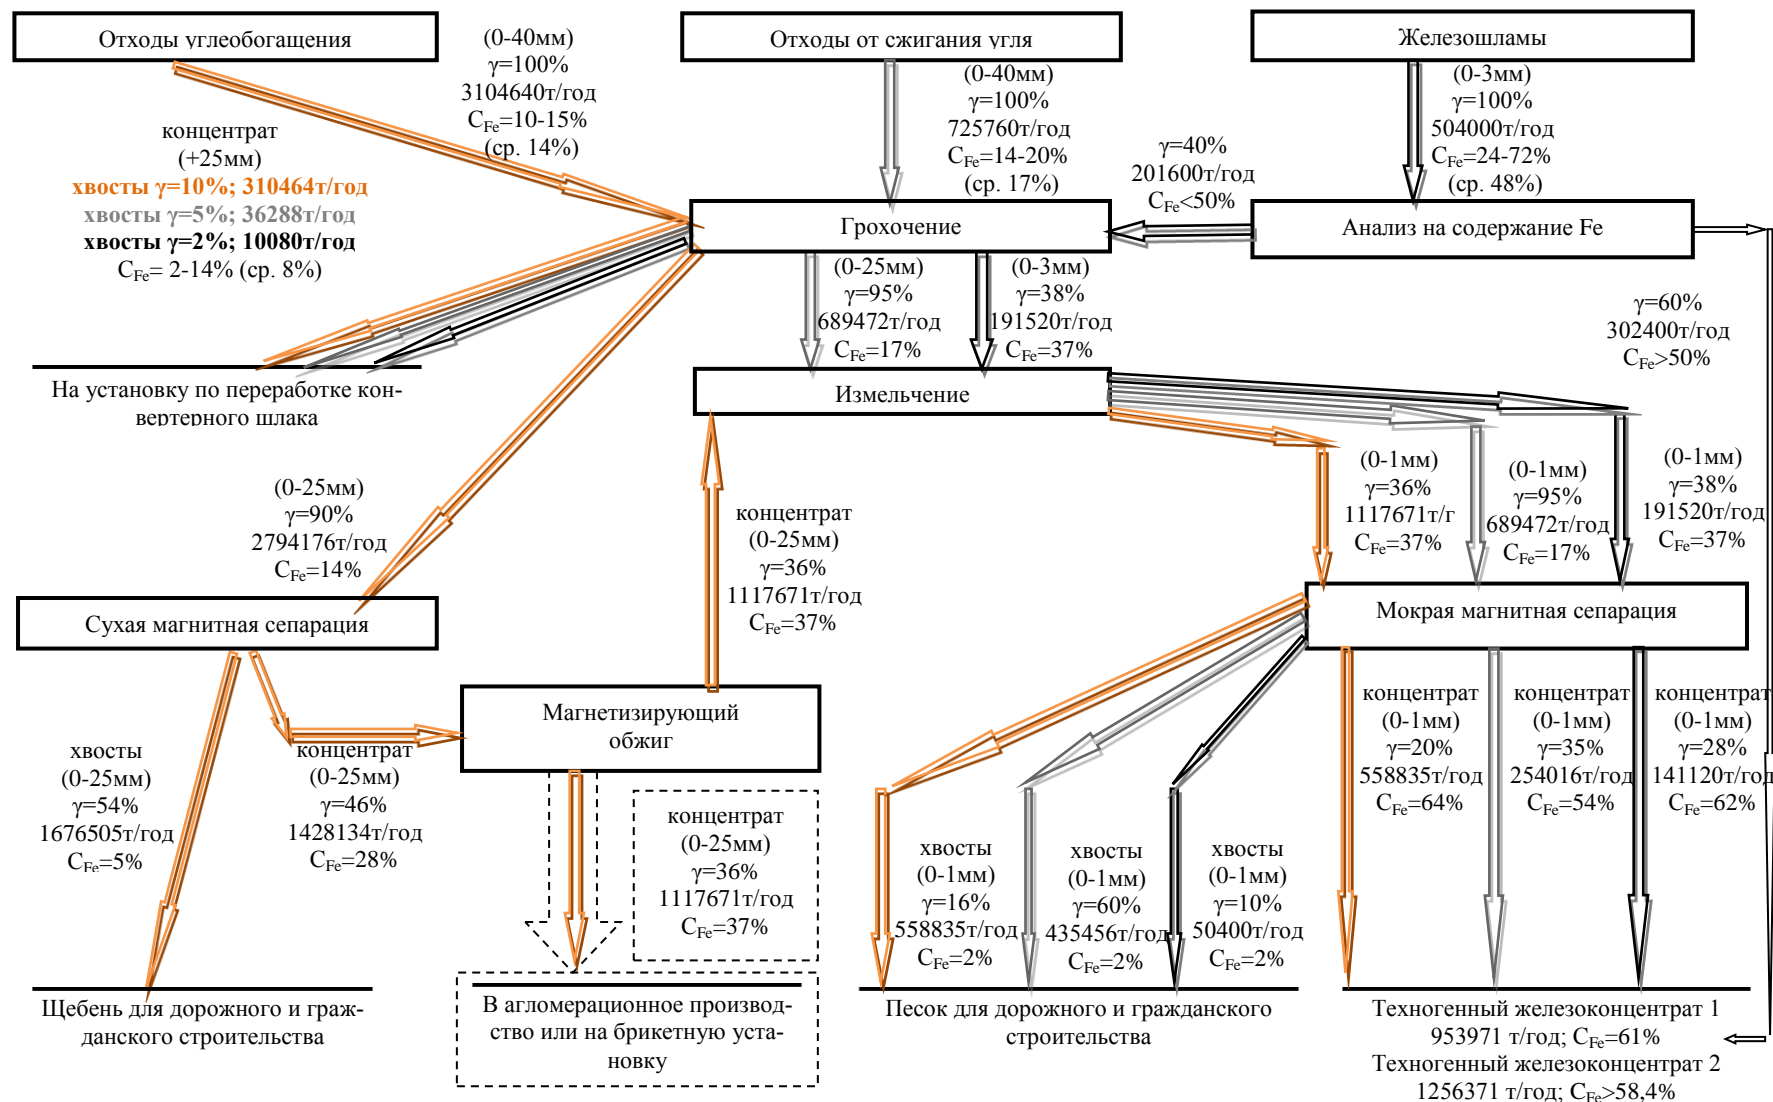 Отходы углеобогащения
(0-40мм)
γ=100%
3104640т/год
CFe=10-15%
(ср. 14%)
Отходы от сжигания угля
(0-40мм)
γ=100%
725760т/год
CFe=14-20%
(ср. 17%)
Железошламы
(0-3мм)
γ=100%
504000т/год
CFe=24-72%
(ср. 48%)
концентрат
(+25мм)
хвосты γ=10%; 310464т/год
хвосты γ=5%; 36288т/год
хвосты γ=2%; 10080т/год
CFe= 2-14% (ср. 8%)
γ=40%
201600т/год
CFe<50%
Грохочение
Анализ на содержание Fe
(0-25мм)
γ=95%
689472т/год
CFe=17%
(0-3мм)
γ=38%
191520т/год
CFe=37%
γ=60%
302400т/год
CFe>50%
На установку по переработке кон-
вертерного шлака
Измельчение
(0-25мм)
γ=90%
2794176т/год
CFe=14%
концентрат
(0-25мм)
γ=36%
1117671т/год
CFe=37%
(0-1мм)
γ=36%
1117671т/г
CFe=37%
(0-1мм)
γ=95%
689472т/год
CFe=17%
(0-1мм)
γ=38%
191520т/год
CFe=37%
Сухая магнитная сепарация
Мокрая магнитная сепарация
Магнетизирующий
обжиг
хвосты
(0-25мм)
γ=54%
1676505т/год
CFe=5%
концентрат
(0-25мм)
γ=46%
1428134т/год
CFe=28%
концентрат
(0-25мм)
γ=36%
1117671т/год
CFe=37%
концентрат
(0-1мм)
γ=20%
558835т/год
CFe=64%
концентрат
(0-1мм)
γ=35%
254016т/год
CFe=54%
концентрат
(0-1мм)
γ=28%
141120т/год
CFe=62%
хвосты
(0-1мм)
γ=16%
558835т/год
CFe=2%
хвосты
(0-1мм)
γ=60%
435456т/год
CFe=2%
хвосты
(0-1мм)
γ=10%
50400т/год
CFe=2%
Щебень для дорожного и граж-
данского строительства
В агломерационное производ-
ство или на брикетную уста-
новку
Песок для дорожного и гражданского
строительства
Техногенный железоконцентрат 1
953971 т/год; CFe=61%
Техногенный железоконцентрат 2
1256371 т/год; CFe>58,4%